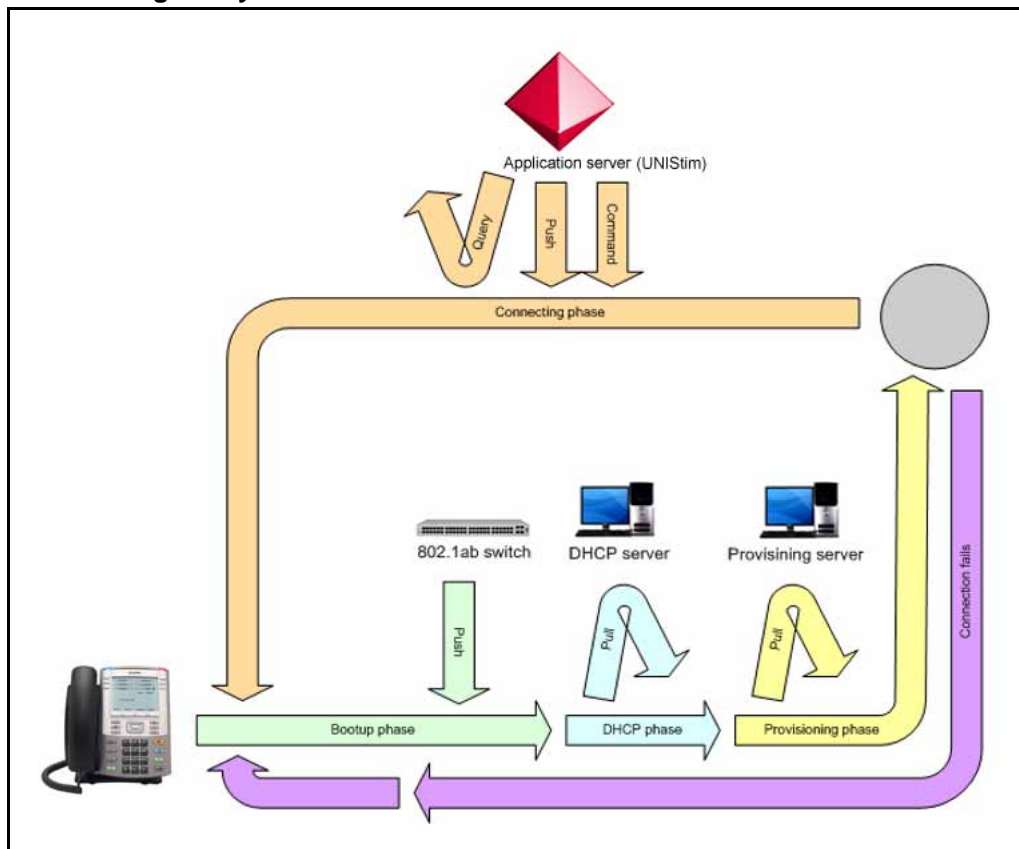 Application server (UNIStim)
Query
Push
Command
Connecting phase
802.1ab switch
DHCP server
Provisining server
Connection fails
Push
Pull
Pull
Bootup phase
DHCP phase
Provisioning phase